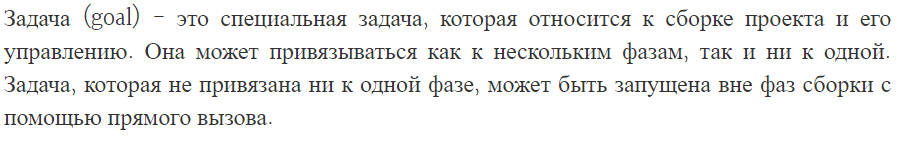 Задача (goal) – это специальная задача, которая относится к сборке проекта и его
управлению. Она может привязываться как к нескольким фазам, так и ни к одной.
Задача, которая не привязана ни к одной фазе, может быть запущена вне фаз сборки с
помощью прямого вызова.